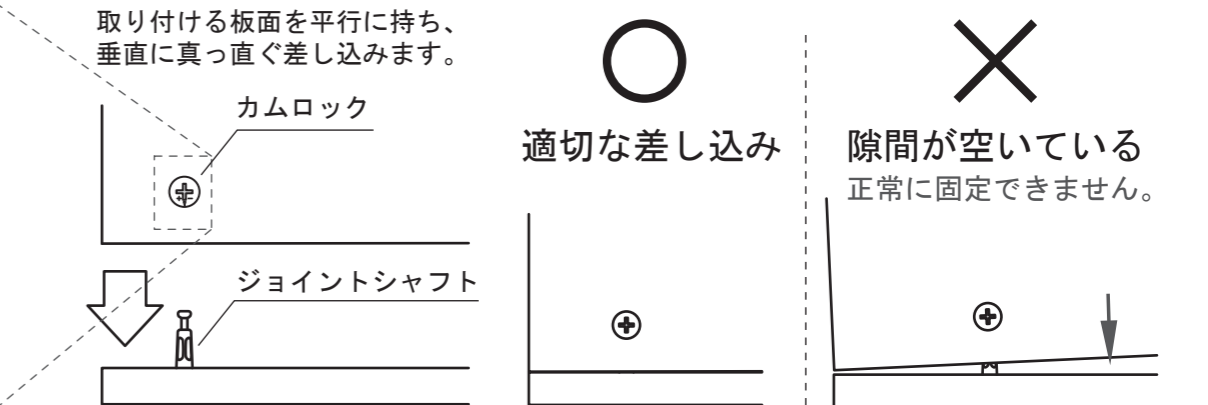 取り付ける板面を平行に持ち、
垂直に真っ直ぐ差し込みます。
カムロック
ジョイントシャフト
適切な差し込み
隙間が空いている
正常に固定できません。